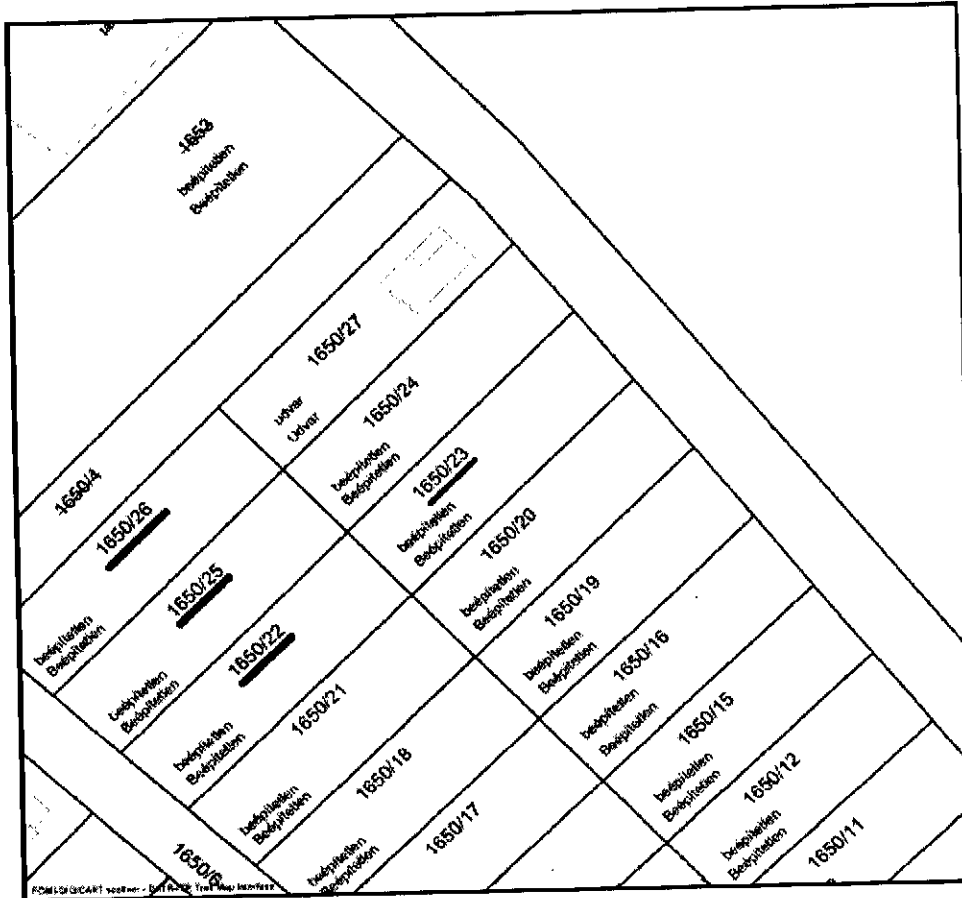 1653
beépítetlen
Beépítetlen
1650/27
udvar
Udvar
1650/24
beépítetlen
Beépítetlen
1650/23
beépítetlen
Beépítetlen
1650/4
1650/26
beépítetlen
Beépítetlen
1650/25
beépítetlen
Beépítetlen
1650/22
beépítetlen
Beépítetlen
1650/20
beépítetlen
Beépítetlen
1650/19
beépítetlen
Beépítetlen
1650/16
beépítetlen
Beépítetlen
1650/21
beépítetlen
Beépítetlen
1650/18
beépítetlen
Beépítetlen
1650/17
1650/15
beépítetlen
Beépítetlen
1650/12
beépítetlen
Beépítetlen
1650/11
1650/6